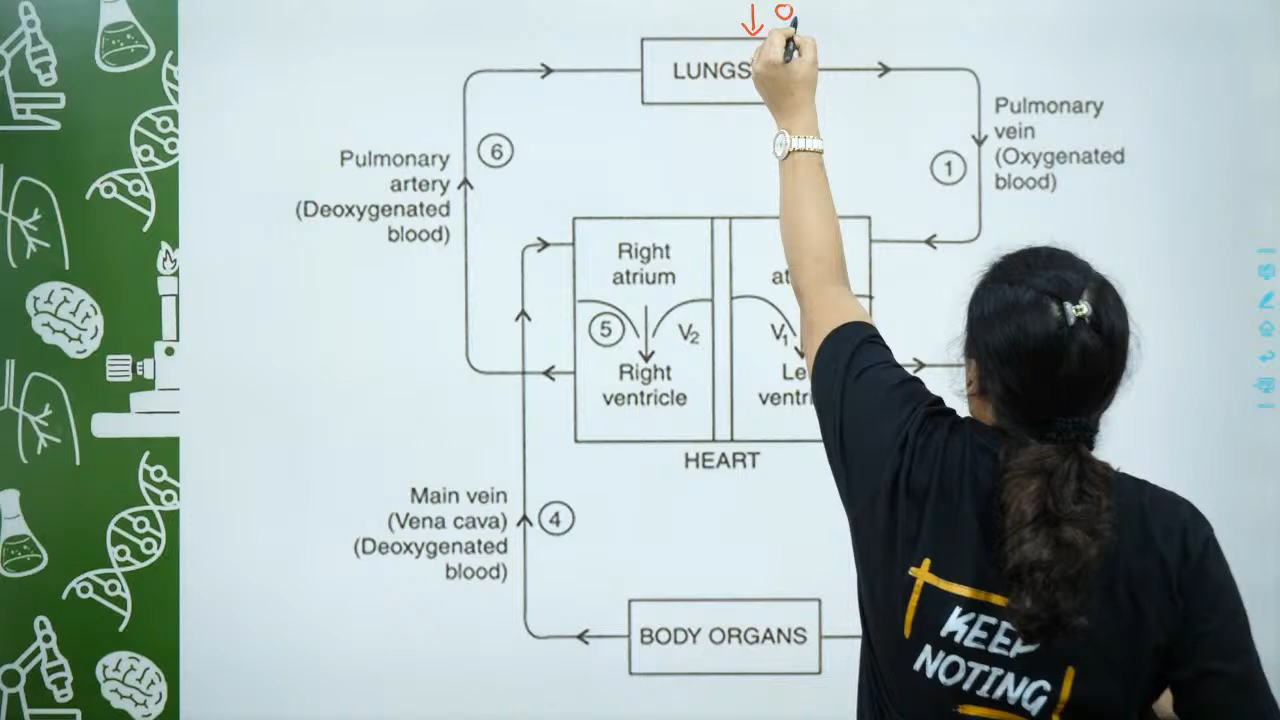 ↓ O
LUNGS
Pulmonary
vein
(Oxygenated
blood)
1
6
Pulmonary
artery
(Deoxygenated
blood)
Right
atrium
at
5
V2
V1
Right
ventricle
Le
ventri
HEART
Main vein
(Vena cava)
(Deoxygenated
blood)
4
BODY ORGANS
KEEP
NOTING